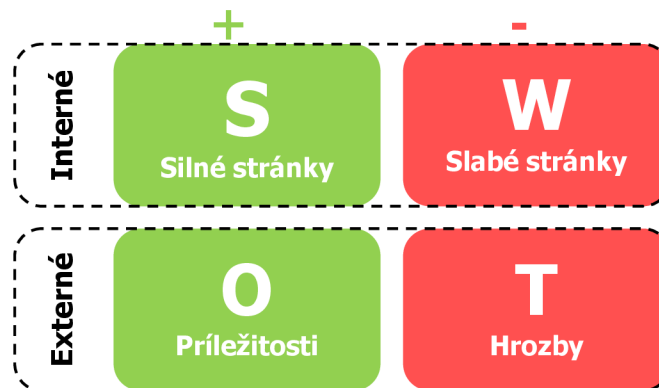 + -
Interné
S
Silné stránky
W
Slabé stránky
Externé
O
Príležitosti
T
Hrozby